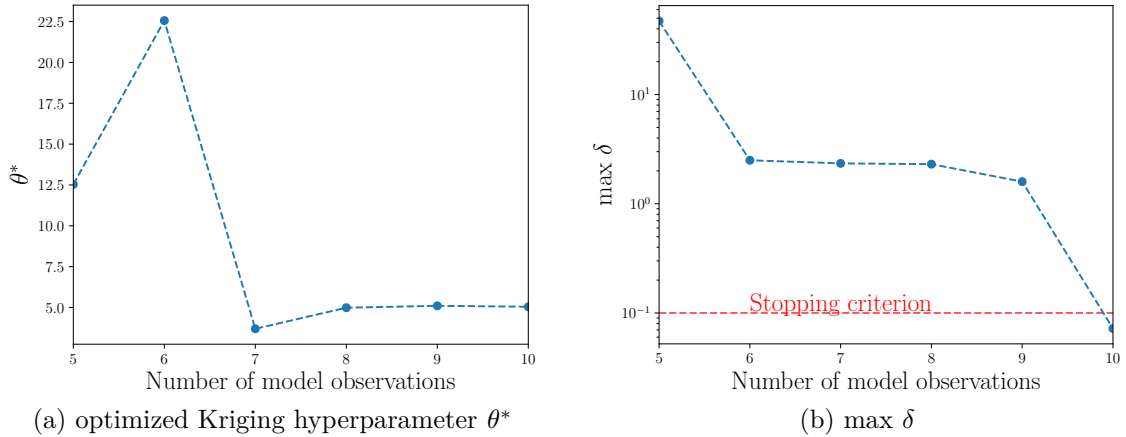 22.5
20.0
17.5
15.0
12.5
10.0
7.5
5.0
θ*
5 6 7 8 9 10
Number of model observations
(a) optimized Kriging hyperparameter θ*
10¹
10⁰
10⁻¹
max δ
Stopping criterion
5 6 7 8 9 10
Number of model observations
(b) max δ